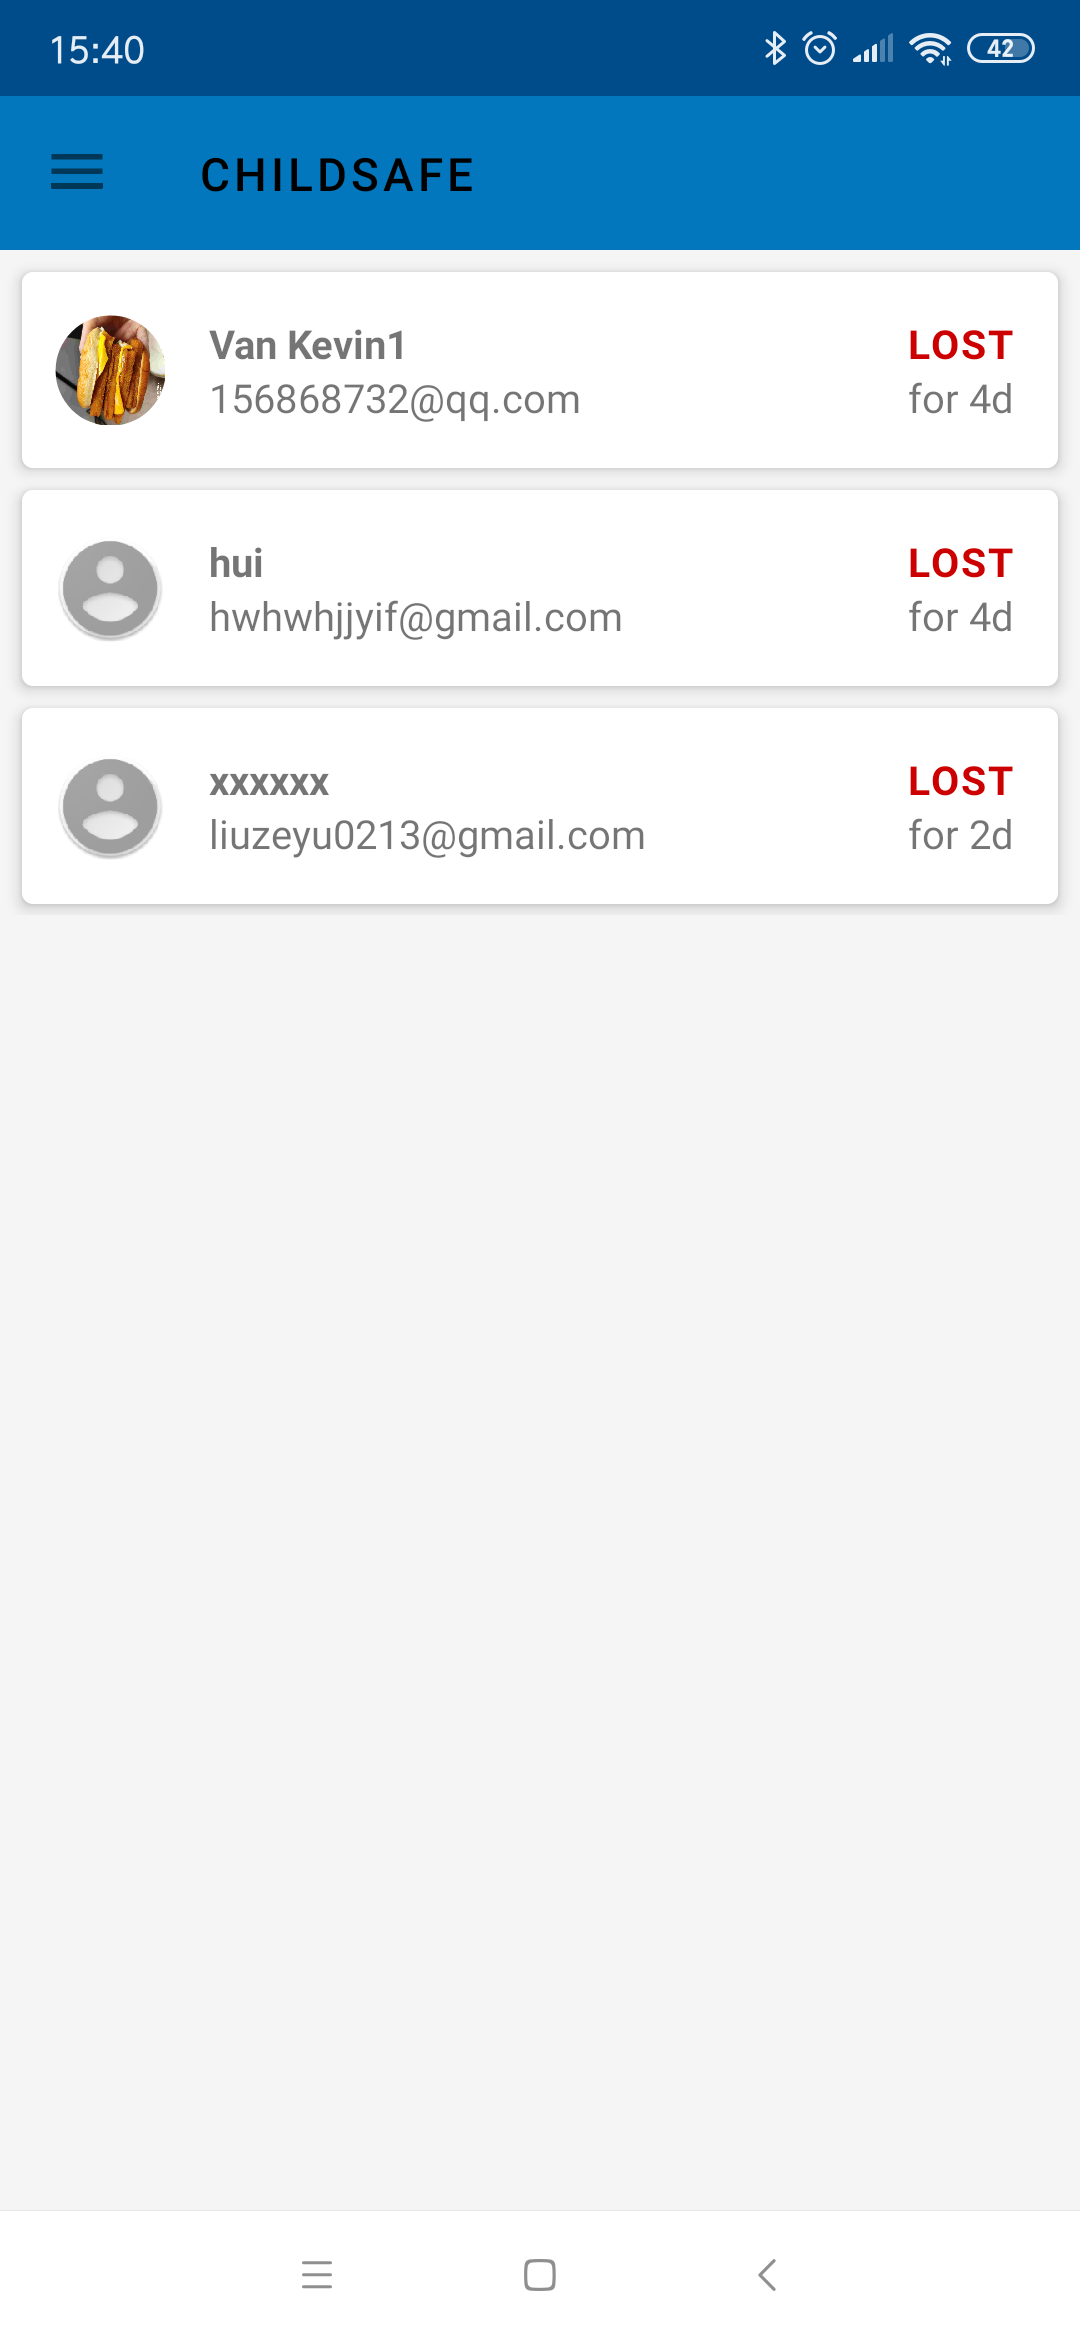 15:40
42
CHILDSAFE
Van Kevin1
LOST
156868732@qq.com
for 4d
hui
LOST
hwhwhjjyif@gmail.com
for 4d
xxxxxx
LOST
liuzeyu0213@gmail.com
for 2d